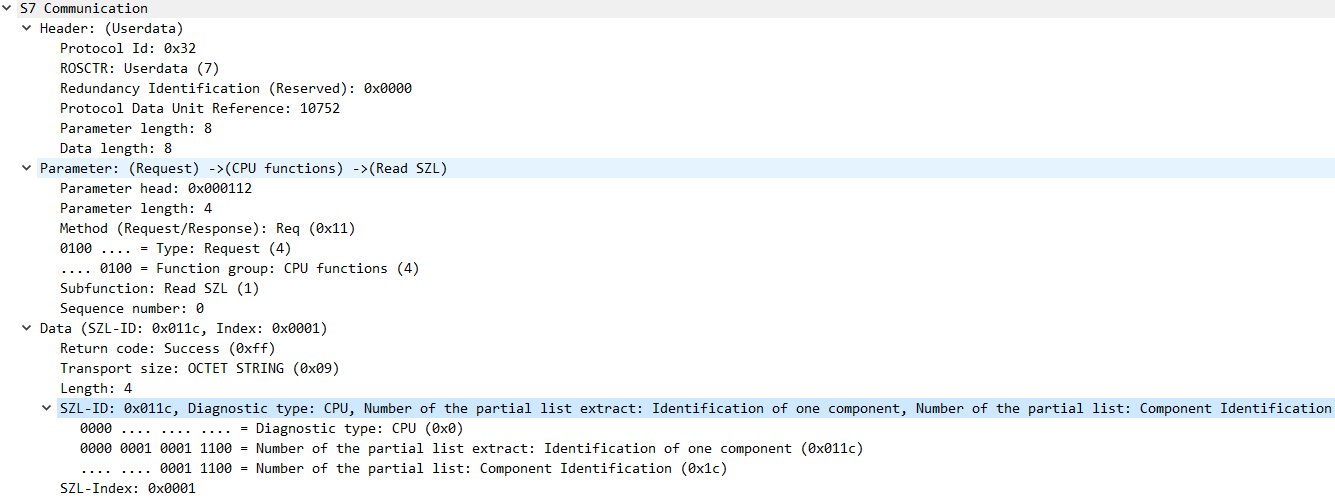 S7 Communication
Header: (Userdata)
Protocol Id: 0x32
ROSCTR: Userdata (7)
Redundancy Identification (Reserved): 0x0000
Protocol Data Unit Reference: 10752
Parameter length: 8
Data length: 8
Parameter: (Request) ->(CPU functions) ->(Read SZL)
Parameter head: 0x000112
Parameter length: 4
Method (Request/Response): Req (0x11)
0100 .... = Type: Request (4)
.... 0100 = Function group: CPU functions (4)
Subfunction: Read SZL (1)
Sequence number: 0
Data (SZL-ID: 0x011c, Index: 0x0001)
Return code: Success (0xff)
Transport size: OCTET STRING (0x09)
Length: 4
SZL-ID: 0x011c, Diagnostic type: CPU, Number of the partial list extract: Identification of one component, Number of the partial list: Component Identification
0000 .... .... .... = Diagnostic type: CPU (0x0)
0000 0001 0001 1100 = Number of the partial list extract: Identification of one component (0x011c)
.... .... 0001 1100 = Number of the partial list: Component Identification (0x1c)
SZL-Index: 0x0001